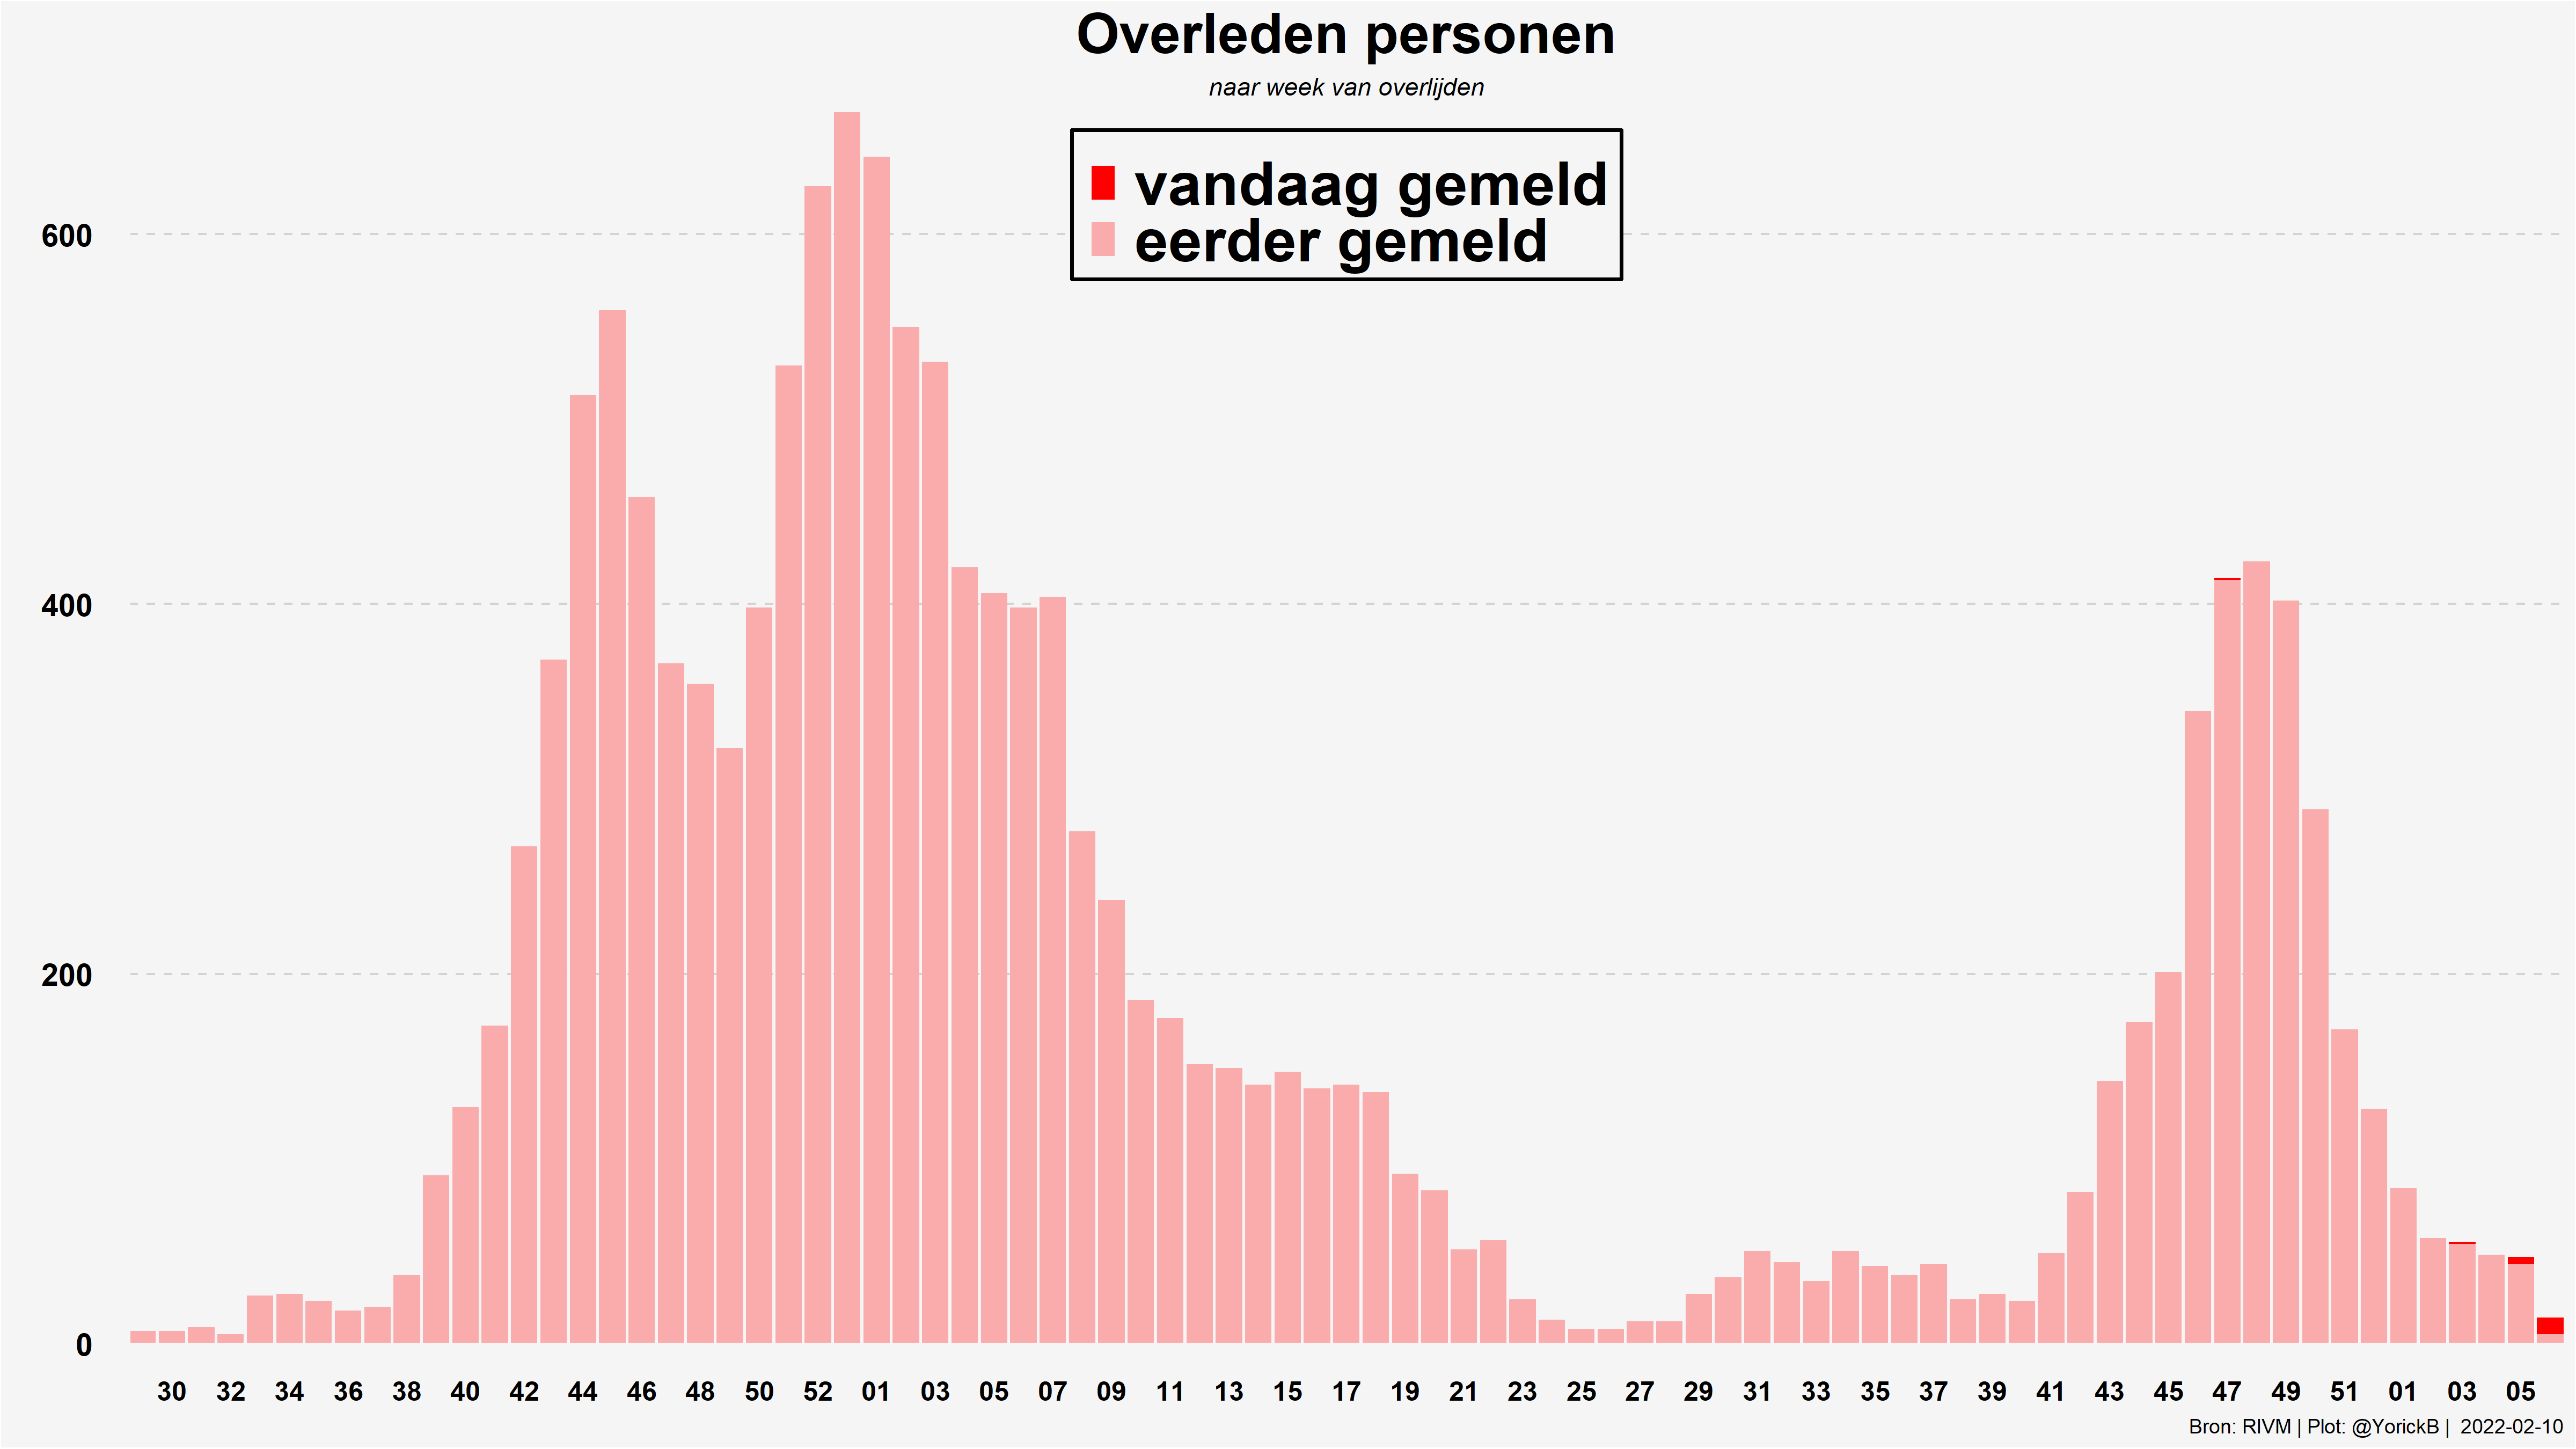 Overleden personen
naar week van overlijden
vandaag gemeld
eerder gemeld
600
400
200
0
30 32 34 36 38 40 42 44 46 48 50 52 01 03 05 07 09 11 13 15 17 19 21 23 25 27 29 31 33 35 37 39 41 43 45 47 49 51 01 03 05
Bron: RIVM | Plot: @YorickB | 2022-02-10